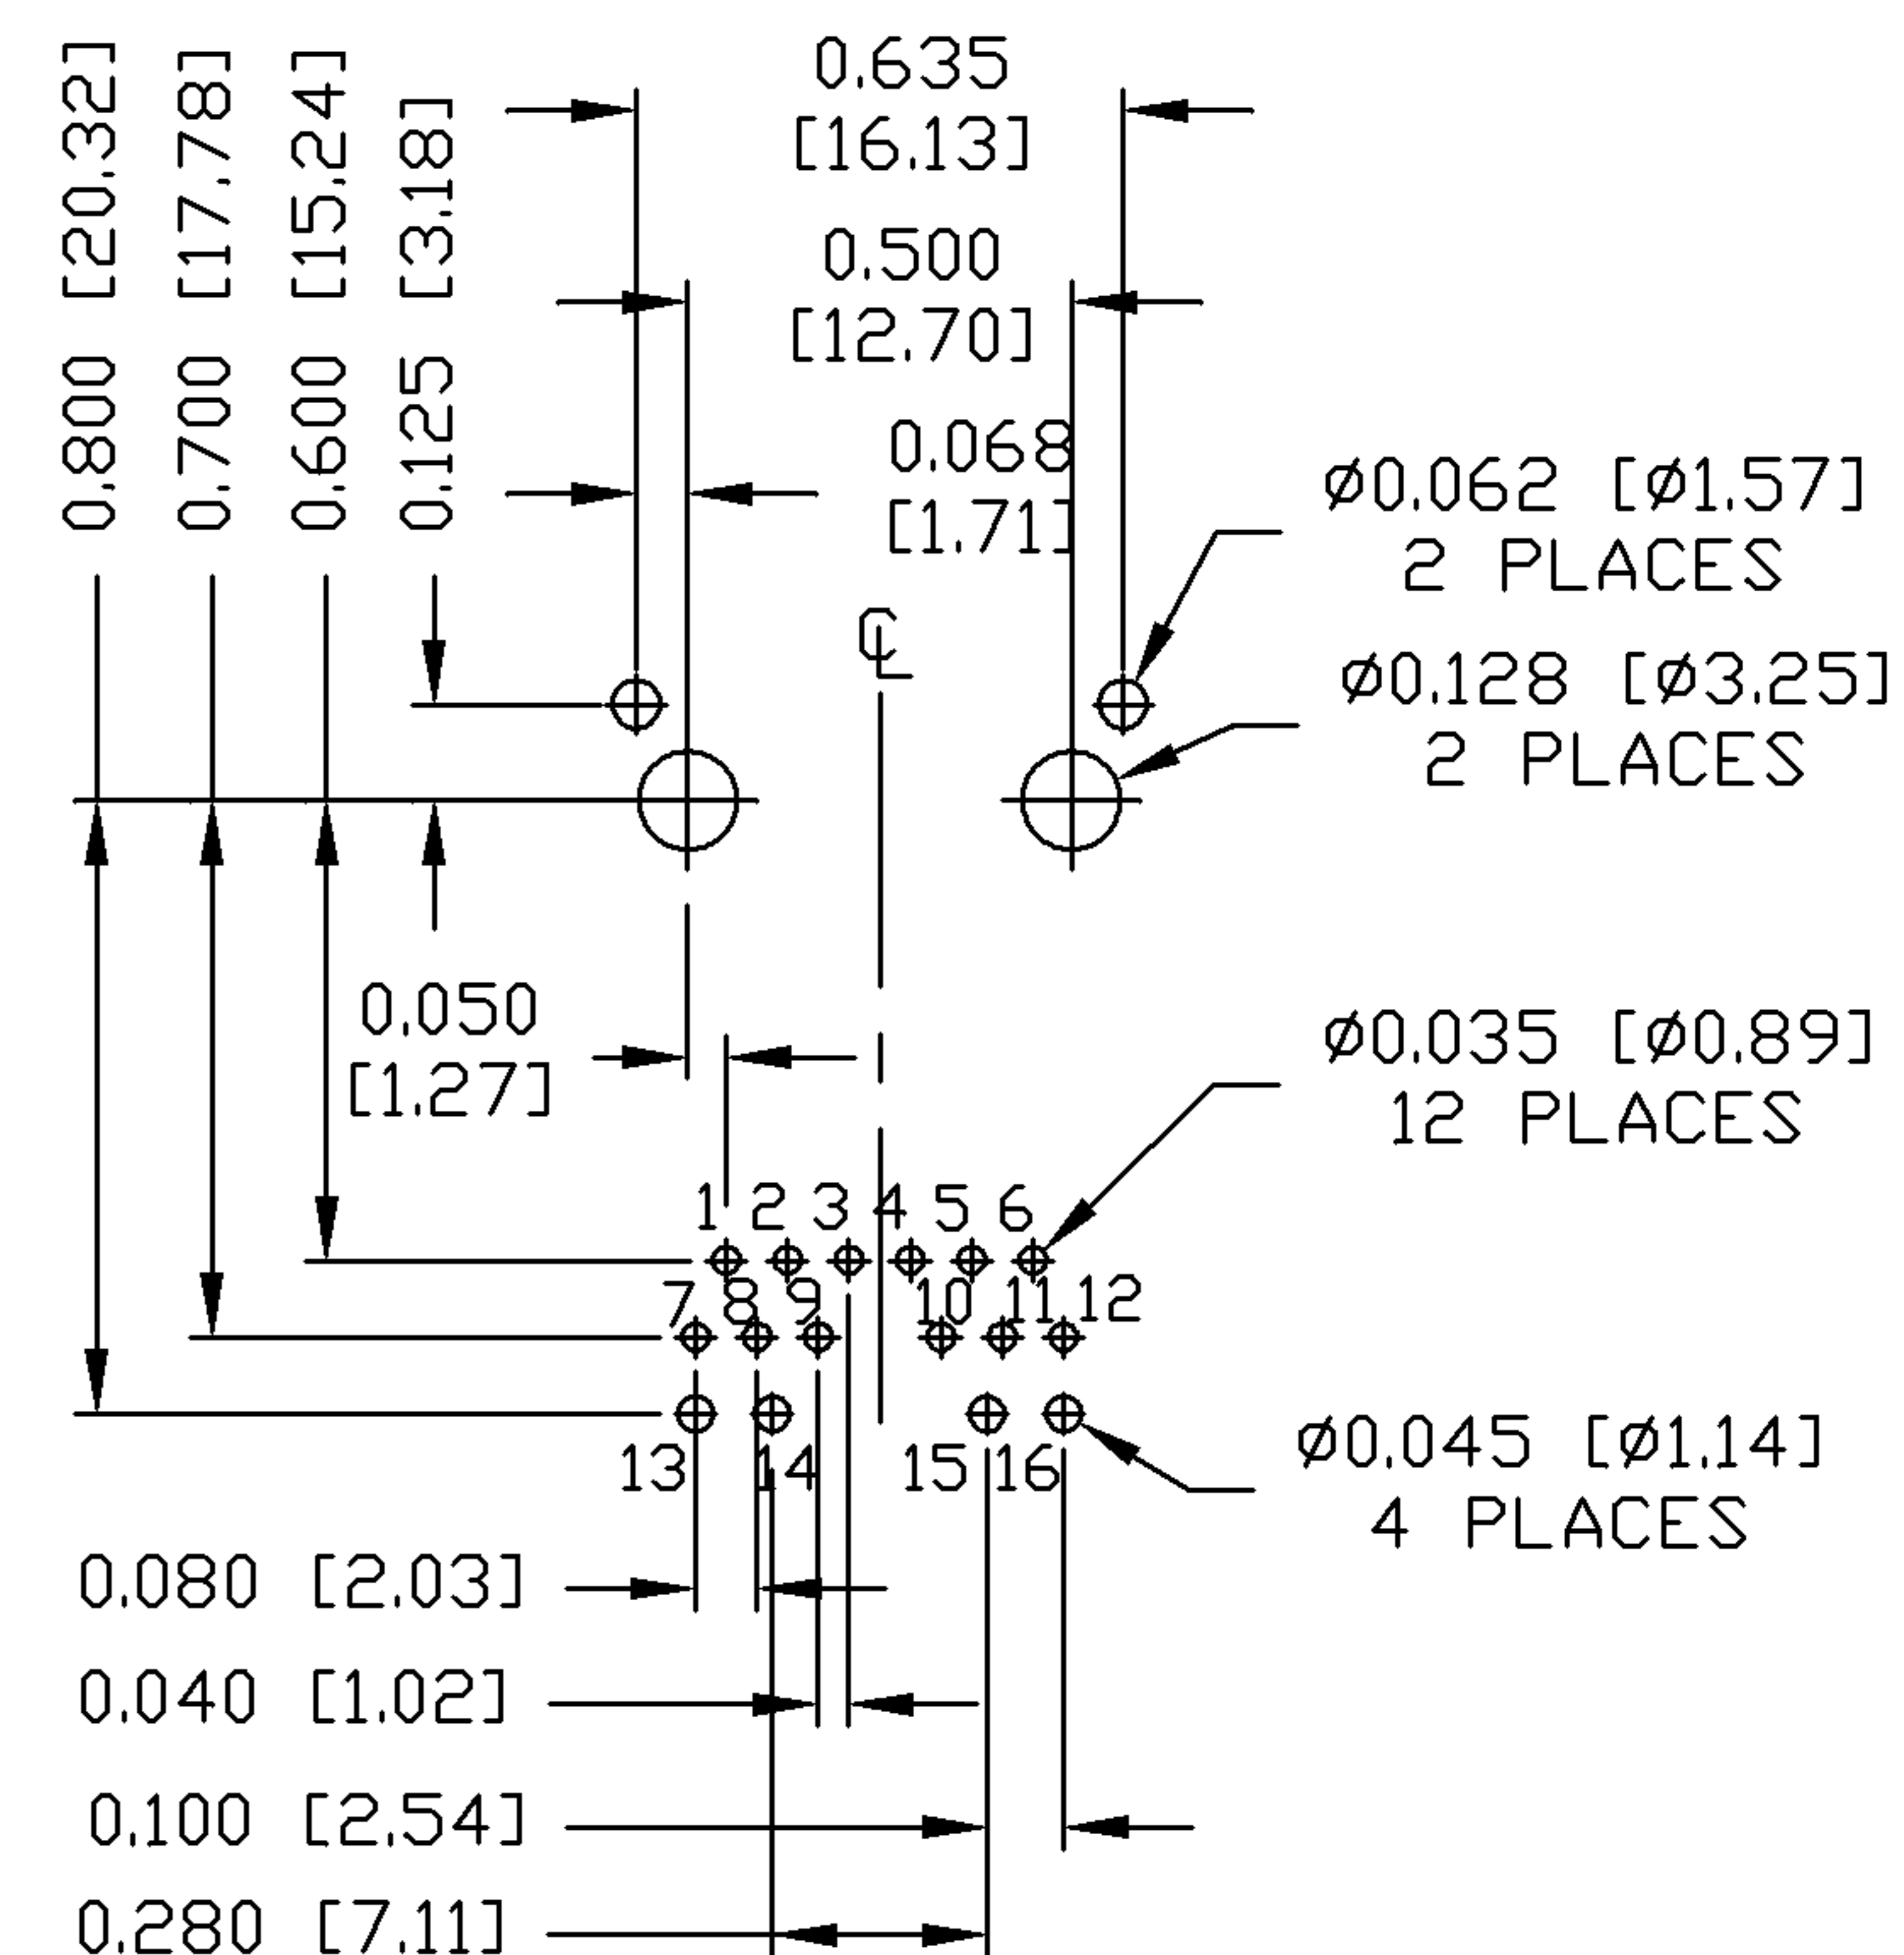 0.800 [20.32]
0.700 [17.78]
0.600 [15.24]
0.125 [3.18]
0.635
[16.13]
0.500
[12.70]
0.068
[1.71]
℄
Ø0.062 [Ø1.57]
2 PLACES
Ø0.128 [Ø3.25]
2 PLACES
0.050
[1.27]
Ø0.035 [Ø0.89]
12 PLACES
1 2 3 4 5 6
7 8 9 10 11 12
13 14 15 16
Ø0.045 [Ø1.14]
4 PLACES
0.080 [2.03]
0.040 [1.02]
0.100 [2.54]
0.280 [7.11]